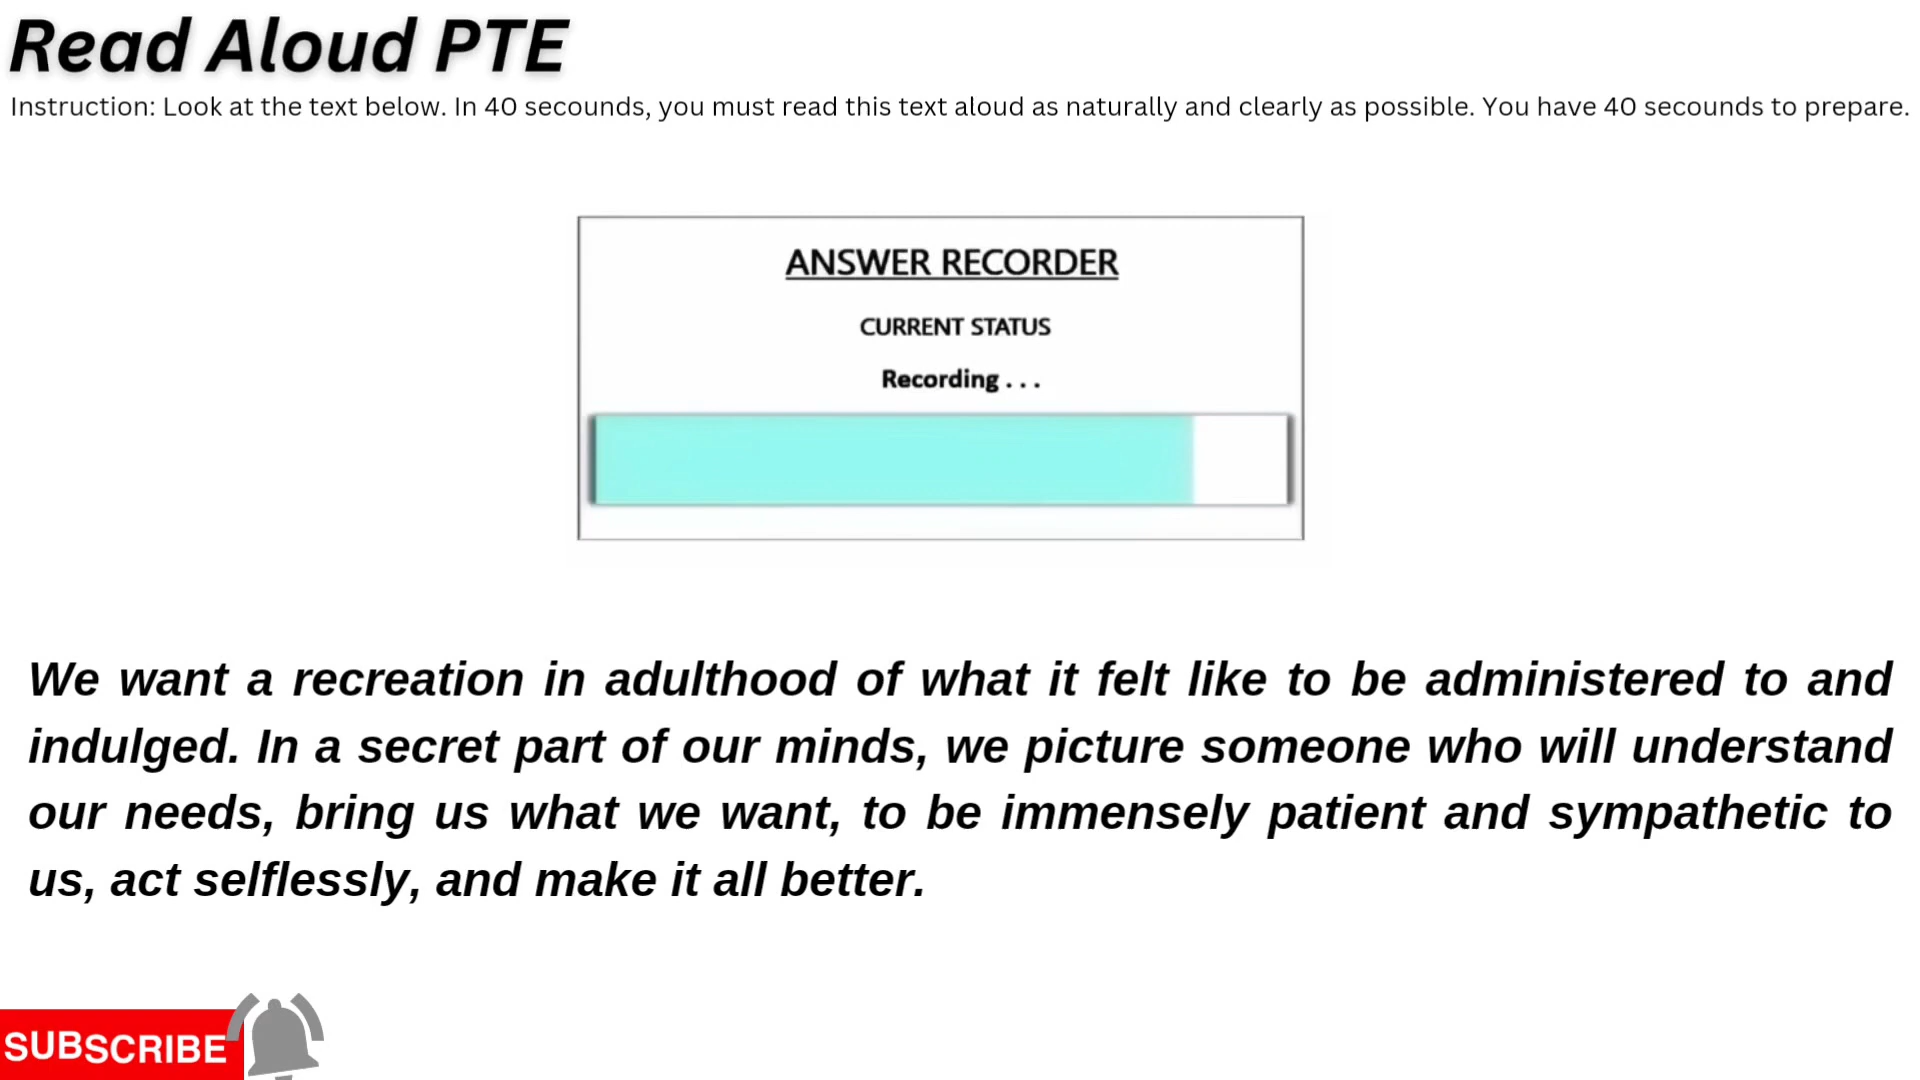 Read Aloud PTE
Instruction: Look at the text below. In 40 secounds, you must read this text aloud as naturally and clearly as possible. You have 40 secounds to prepare.
ANSWER RECORDER
CURRENT STATUS
Recording . . .
We want a recreation in adulthood of what it felt like to be administered to and
indulged. In a secret part of our minds, we picture someone who will understand
our needs, bring us what we want, to be immensely patient and sympathetic to
us, act selflessly, and make it all better.
SUBSCRIBE